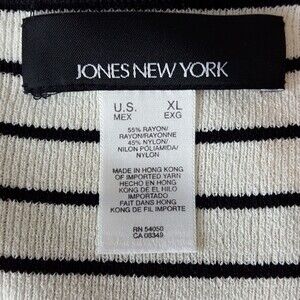 JONES NEW YORK
U.S. XL
MEX EXG
55% RAYON/
RAYON/RAYONNE
45% NYLON/
NILON POLIAMIDA/
NYLON
MADE IN HONG KONG
OF IMPORTED YARN
HECHO EN HONG
KONG DE EL HILO
IMPORTADO
FAIT DANS HONG
KONG DE FIL IMPORTE
RN 54050
CA 08349